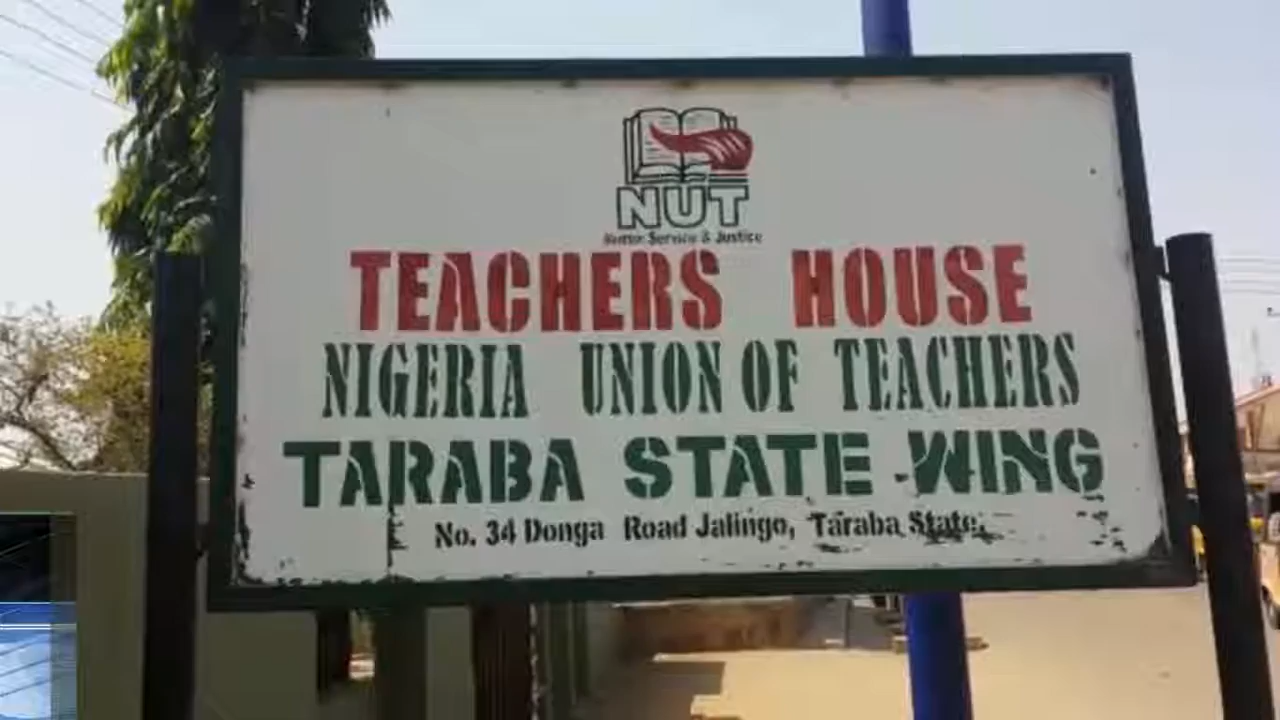 NUT
Better Service & Justice
TEACHERS HOUSE
NIGERIA UNION OF TEACHERS
TARABA STATE WING
No. 34 Donga Road Jalingo, Taraba State.